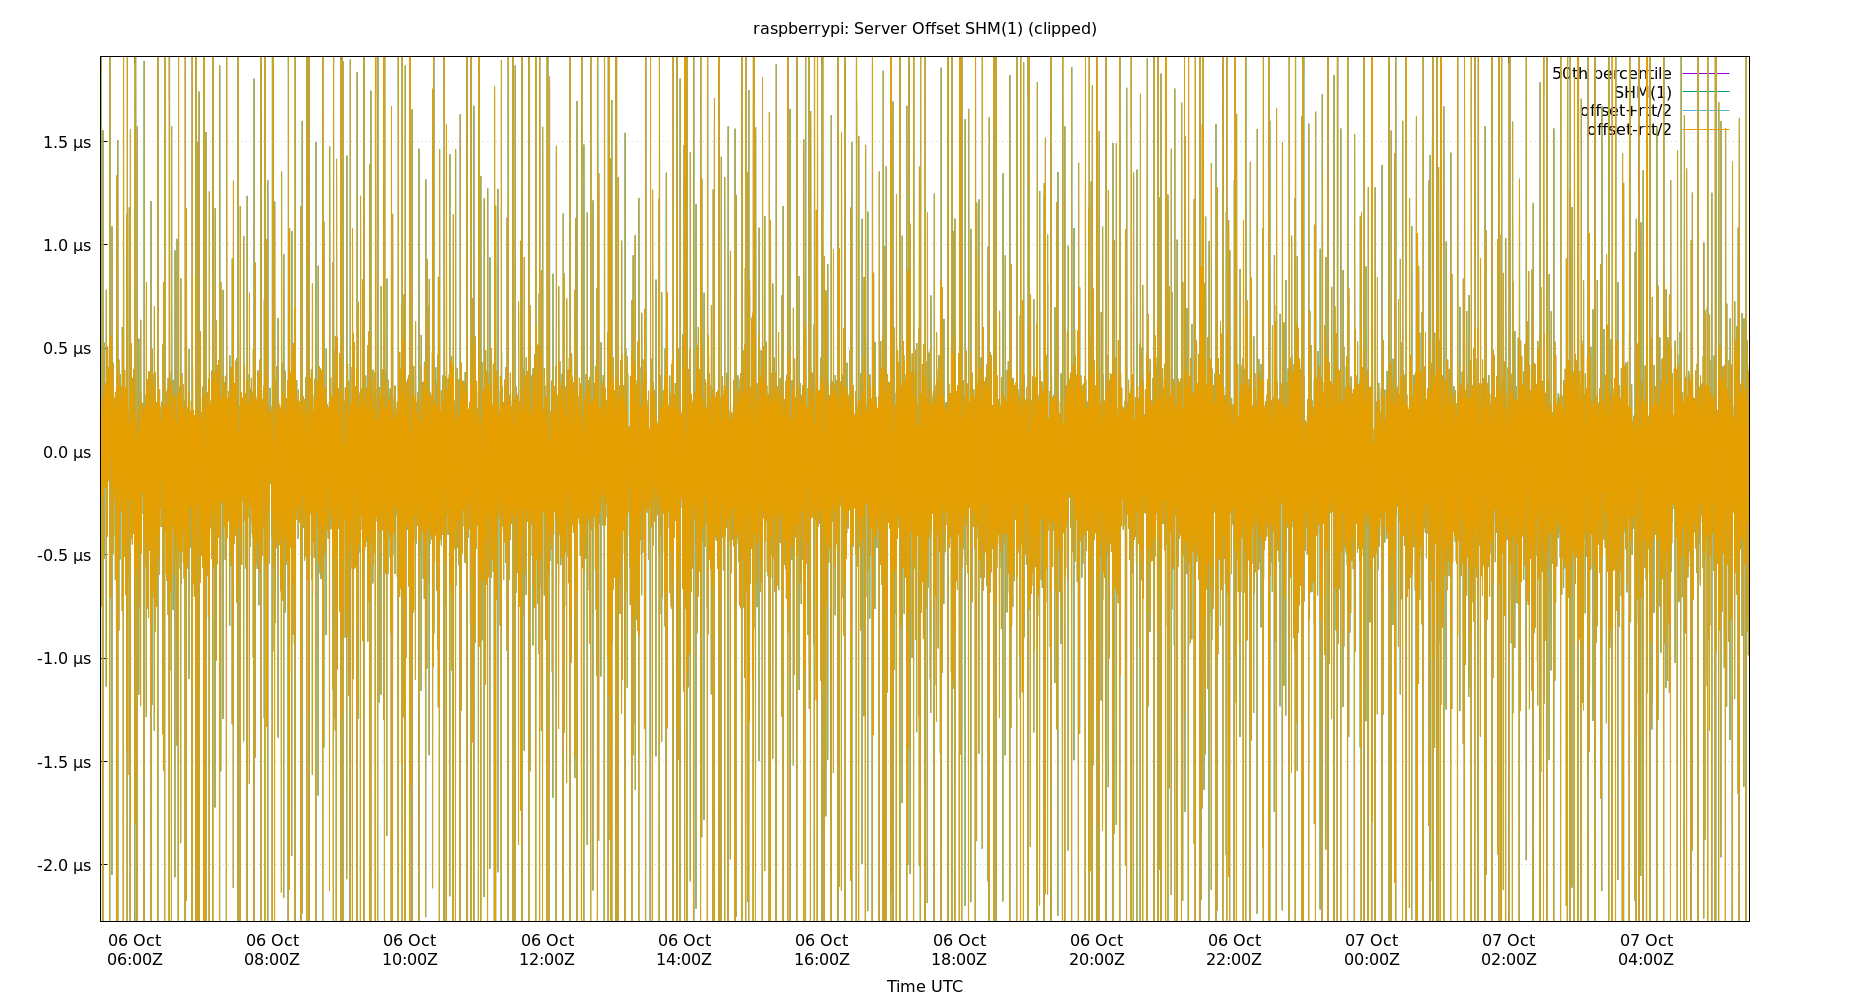 raspberrypi: Server Offset SHM(1) (clipped)
50th percentile
SHM(1)
offset+rtt/2
offset-rtt/2
1.5 µs
1.0 µs
0.5 µs
0.0 µs
-0.5 µs
-1.0 µs
-1.5 µs
-2.0 µs
06 Oct 06 Oct 06 Oct 06 Oct 06 Oct 06 Oct 06 Oct 06 Oct 06 Oct 07 Oct 07 Oct 07 Oct
06:00Z 08:00Z 10:00Z 12:00Z 14:00Z 16:00Z 18:00Z 20:00Z 22:00Z 00:00Z 02:00Z 04:00Z
Time UTC